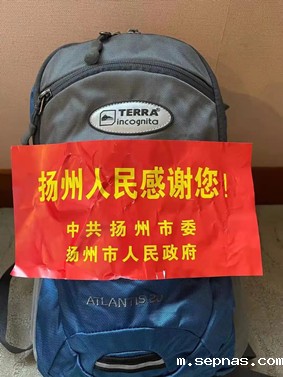 TERRA
incognita
扬州人民感谢您!
中共扬州市委
扬州市人民政府
ATLANTIS
m.sepnas.com